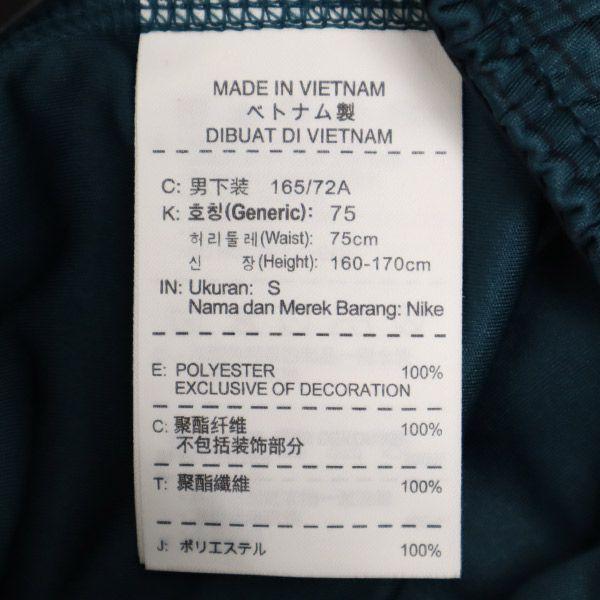 MADE IN VIETNAM
ベトナム製
DIBUAT DI VIETNAM
C: 男下装 165/72A
K: 호칭(Generic): 75
허리둘레(Waist): 75cm
신 장(Height): 160-170cm
IN: Ukuran: S
Nama dan Merek Barang: Nike
E: POLYESTER 100%
EXCLUSIVE OF DECORATION
C: 聚酯纤维 100%
不包括装饰部分
T: 聚酯纖維 100%
J: ポリエステル 100%